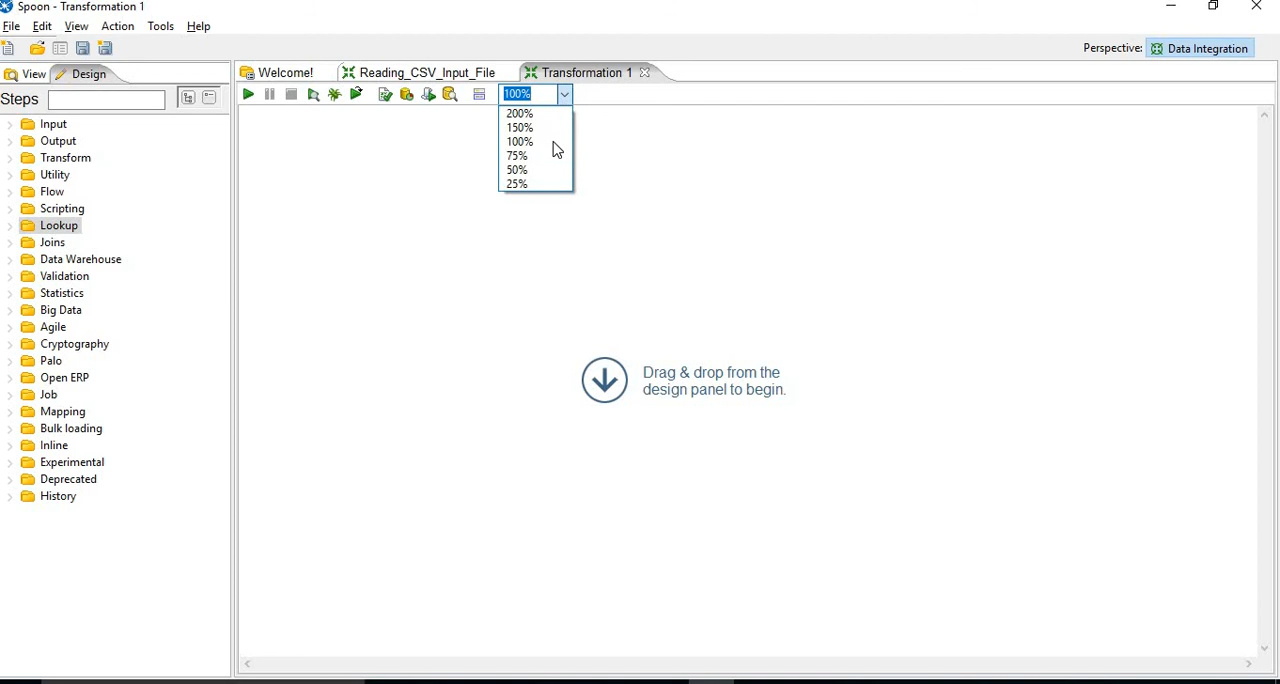 Spoon - Transformation 1
File Edit View Action Tools Help
Perspective: Data Integration
View Design
Welcome! Reading_CSV_Input_File Transformation 1
Steps
100%
200%
150%
100%
75%
50%
25%
Input
Output
Transform
Utility
Flow
Scripting
Lookup
Joins
Data Warehouse
Validation
Statistics
Big Data
Agile
Cryptography
Palo
Open ERP
Job
Mapping
Bulk loading
Inline
Experimental
Deprecated
History
Drag & drop from the
design panel to begin.